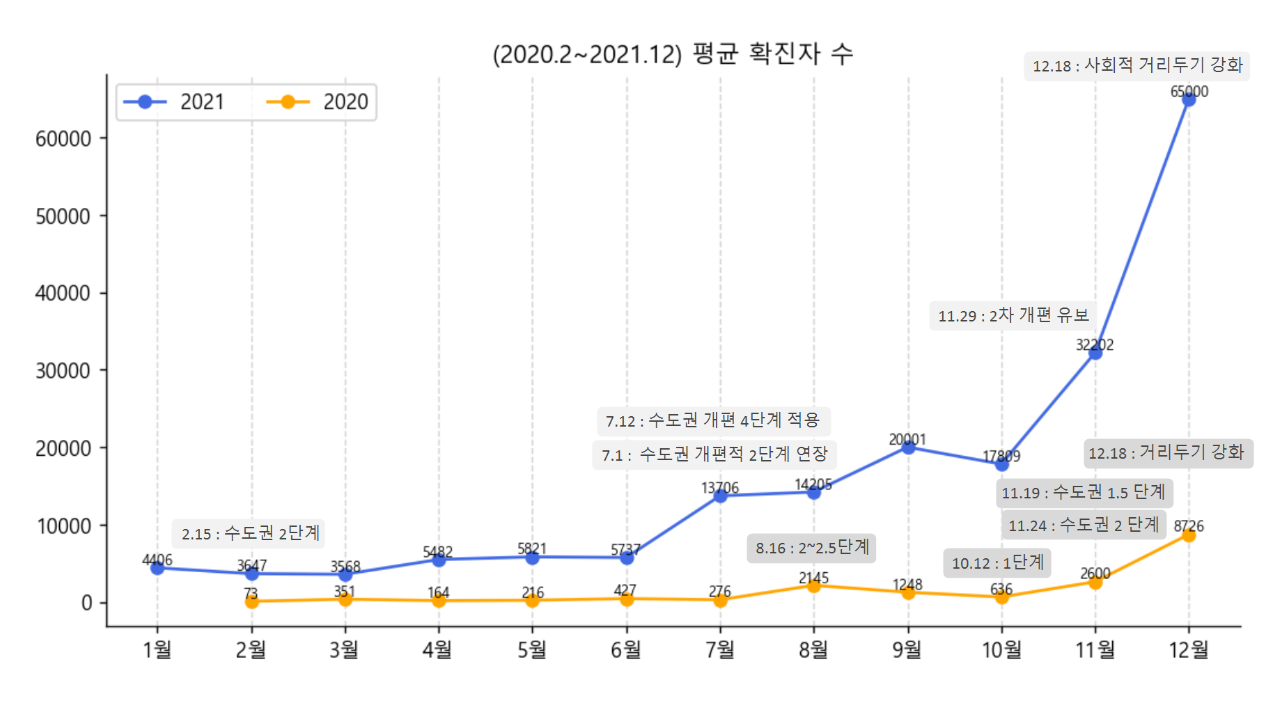 (2020.2~2021.12) 평균 확진자 수
12.18 : 사회적 거리두기 강화
2021
2020
65000
60000
50000
40000
30000
20000
10000
0
11.29 : 2차 개편 유보
32202
7.12 : 수도권 개편 4단계 적용
7.1 : 수도권 개편적 2단계 연장
20001
17809
12.18 : 거리두기 강화
13706
14205
11.19 : 수도권 1.5 단계
11.24 : 수도권 2 단계
2.15 : 수도권 2단계
8.16 : 2~2.5단계
10.12 : 1단계
4406
3647
3568
5482
5821
5737
73
351
164
216
427
276
2145
1248
636
2600
8726
1월
2월
3월
4월
5월
6월
7월
8월
9월
10월
11월
12월